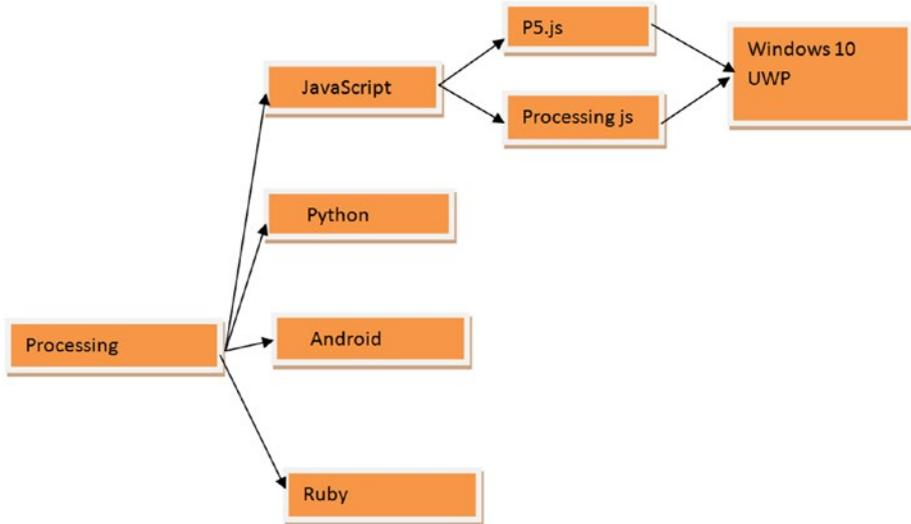 P5.js
Windows 10
UWP
JavaScript
Processing js
Python
Processing
Android
Ruby